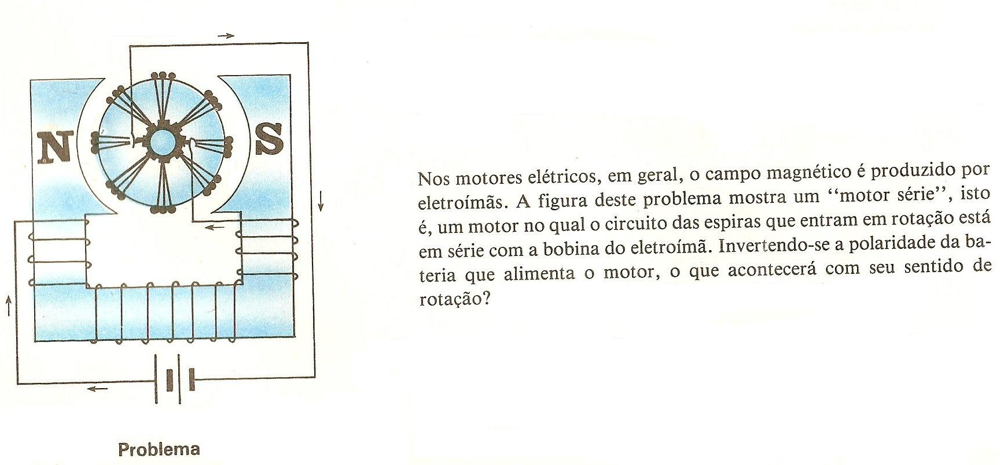 N
S
Nos motores elétricos, em geral, o campo magnético é produzido por
eletroímãs. A figura deste problema mostra um “motor série”, isto
é, um motor no qual o circuito das espiras que entram em rotação está
em série com a bobina do eletroímã. Invertendo-se a polaridade da ba-
teria que alimenta o motor, o que acontecerá com seu sentido de
rotação?
Problema